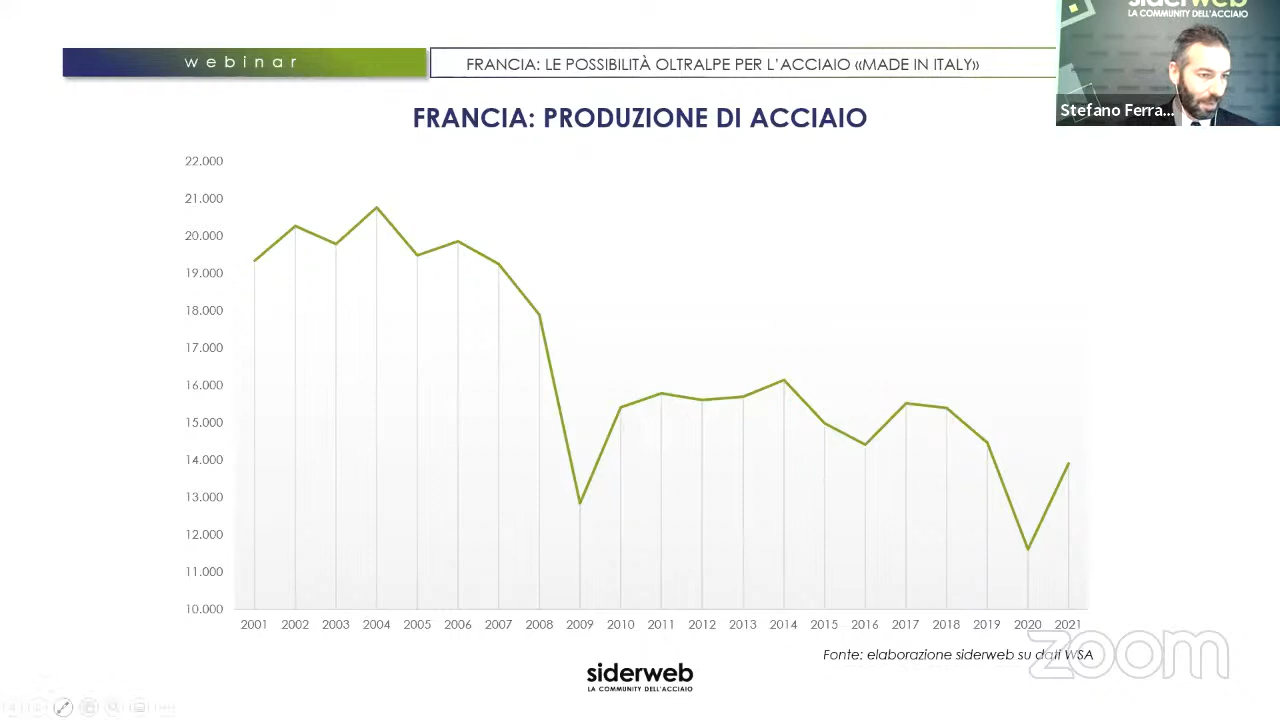 siderweb
LA COMMUNITY DELL'ACCIAIO
webinar
FRANCIA: LE POSSIBILITÀ OLTRALPE PER L'ACCIAIO «MADE IN ITALY»
Stefano Ferra...
FRANCIA: PRODUZIONE DI ACCIAIO
22.000
21.000
20.000
19.000
18.000
17.000
16.000
15.000
14.000
13.000
12.000
11.000
10.000
2001 2002 2003 2004 2005 2006 2007 2008 2009 2010 2011 2012 2013 2014 2015 2016 2017 2018 2019 2020 2021
Fonte: elaborazione siderweb su dati WSA
zoom
siderweb
LA COMMUNITY DELL'ACCIAIO